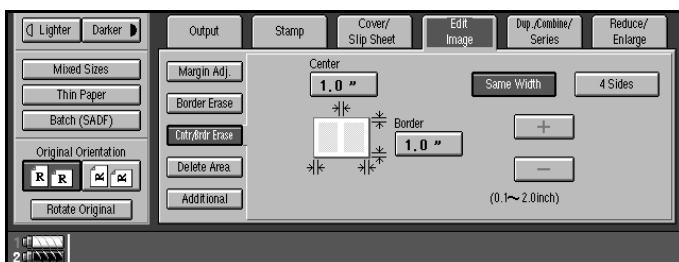 Lighter Darker
Mixed Sizes
Thin Paper
Batch (SADF)
Original Orientation
R R R R
Rotate Original
Output
Stamp
Cover/
Slip Sheet
Edit
Image
Dup./Combine/
Series
Reduce/
Enlarge
Margin Adj.
Border Erase
Cntr/Brdr Erase
Delete Area
Additional
Center
1.0 "
Border
1.0 "
Same Width
4 Sides
+
−
(0.1～2.0inch)
1
2